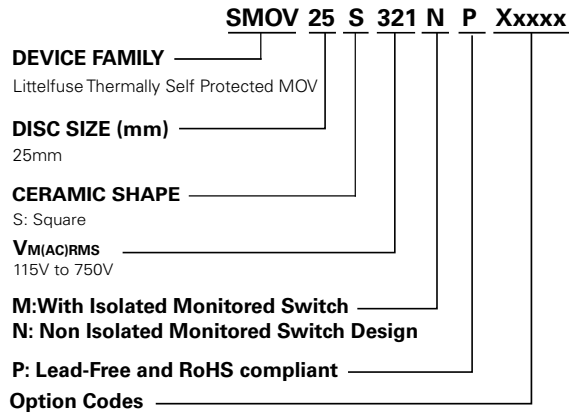 SMOV 25 S 321 N P Xxxxx
DEVICE FAMILY
Littelfuse Thermally Self Protected MOV
DISC SIZE (mm)
25mm
CERAMIC SHAPE
S: Square
VM(AC)RMS
115V to 750V
M:With Isolated Monitored Switch
N: Non Isolated Monitored Switch Design
P: Lead-Free and RoHS compliant
Option Codes